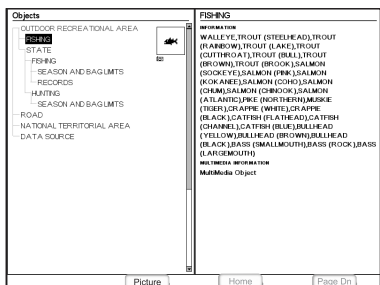 Objects
OUTDOOR RECREATIONAL AREA
FISHING
STATE
FISHING
SEASON AND BAG LIMITS
RECORDS
HUNTING
SEASON AND BAG LIMITS
ROAD
NATIONAL TERRITORIAL AREA
DATA SOURCE
FISHING
INFORMATION
WALLEYE,TROUT (STEELHEAD),TROUT
(RAINBOW),TROUT (LAKE),TROUT
(CUTTHROAT),TROUT (BULL),TROUT
(BROWN),TROUT (BROOK),SALMON
(SOCKEYE),SALMON (PINK),SALMON
(KOKANEE),SALMON (COHO),SALMON
(CHUM),SALMON (CHINOOK),SALMON
(ATLANTIC),PIKE (NORTHERN),MUSKIE
(TIGER),CRAPPIE (WHITE),CRAPPIE
(BLACK),CATFISH (FLATHEAD),CATFISH
(CHANNEL),CATFISH (BLUE),BULLHEAD
(YELLOW),BULLHEAD (BROWN),BULLHEAD
(BLACK),BASS (SMALLMOUTH),BASS (ROCK),BASS
(LARGEMOUTH)
MULTIMEDIA INFORMATION
MultiMedia Object
Picture
Home
Page Dn